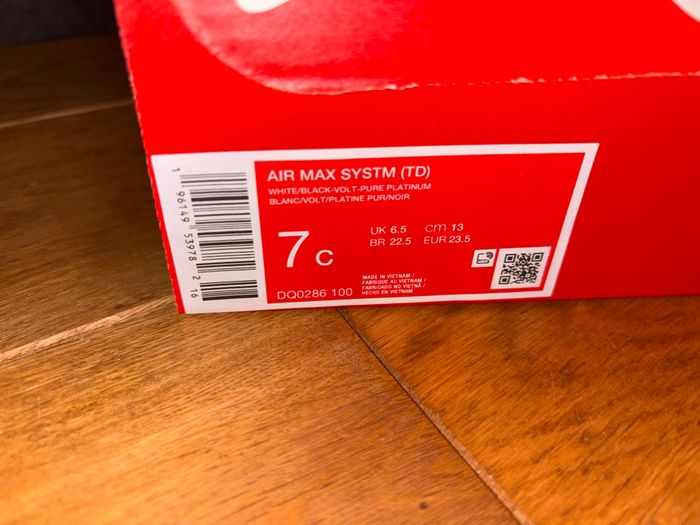 AIR MAX SYSTM (TD)
WHITE/BLACK-VOLT-PURE PLATINUM
BLANC/VOLT/PLATINE PUR/NOIR
7 C
UK 6.5 cm 13
BR 22.5 EUR 23.5
DQ0286 100
MADE IN VIETNAM /
FABRIQUE AU VIETNAM /
FABRICADO NO VIETNÃ /
HECHO EN VIETNAM
1 96149 53978 2 16